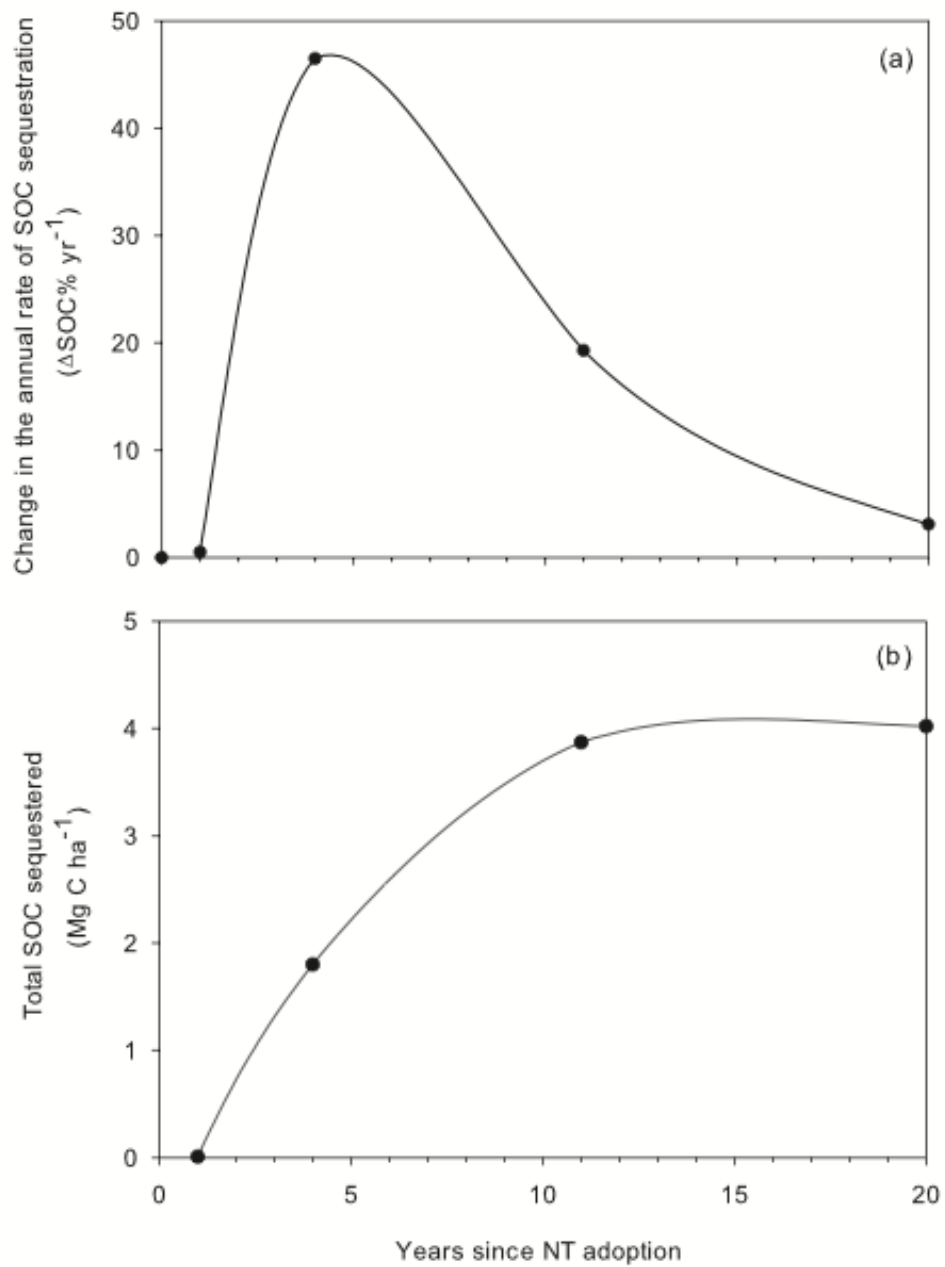 Change in the annual rate of SOC sequestration
(ΔSOC% yr⁻¹)
50
40
30
20
10
0
(a)
Total SOC sequestered
(Mg C ha⁻¹)
5
4
3
2
1
0
(b)
0 5 10 15 20
Years since NT adoption